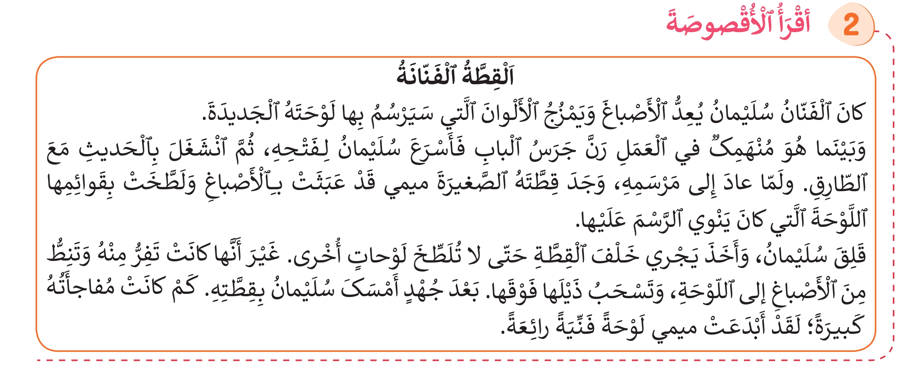 2 أَقْرَأُ ٱلْأُقْصوصَةَ
اَلْقِطَّةُ ٱلْفَنّانَةُ
كانَ ٱلْفَنّانُ سُلَيْمانُ يُعِدُّ ٱلْأَصْباغَ وَيَمْزُجُ ٱلْأَلْوانَ ٱلَّتي سَيَرْسُمُ بِها لَوْحَتَهُ ٱلْجَديدَةَ.
وَبَيْنَما هُوَ مُنْهَمِكٌ في ٱلْعَمَلِ رَنَّ جَرَسُ ٱلْبابِ فَأَسْرَعَ سُلَيْمانُ لِفَتْحِهِ، ثُمَّ ٱنْشَغَلَ بِٱلْحَديثِ مَعَ
ٱلطّارِقِ. ولَمّا عادَ إِلى مَرْسَمِهِ، وَجَدَ قِطَّتَهُ ٱلصَّغيرَةَ ميمي قَدْ عَبَثَتْ بِٱلْأَصْباغِ وَلَطَّخَتْ بِقَوائِمِها
ٱللَّوْحَةَ ٱلَّتي كانَ يَنْوي ٱلرَّسْمَ عَلَيْها.
قَلِقَ سُلَيْمانُ، وَأَخَذَ يَجْري خَلْفَ ٱلْقِطَّةِ حَتّى لا تُلَطِّخَ لَوْحاتٍ أُخْرى. غَيْرَ أَنَّها كانَتْ تَفِرُّ مِنْهُ وَتَنِطُّ
مِنَ ٱلْأَصْباغِ إلى ٱللَّوْحَةِ، وَتَسْحَبُ ذَيْلَها فَوْقَها. بَعْدَ جُهْدٍ أَمْسَكَ سُلَيْمانُ بِقِطَّتِهِ. كَمْ كانَتْ مُفاجأَتُهُ
كَبيرَةً؛ لَقَدْ أَبْدَعَتْ ميمي لَوْحَةً فَنِّيَةً رائِعَةً.